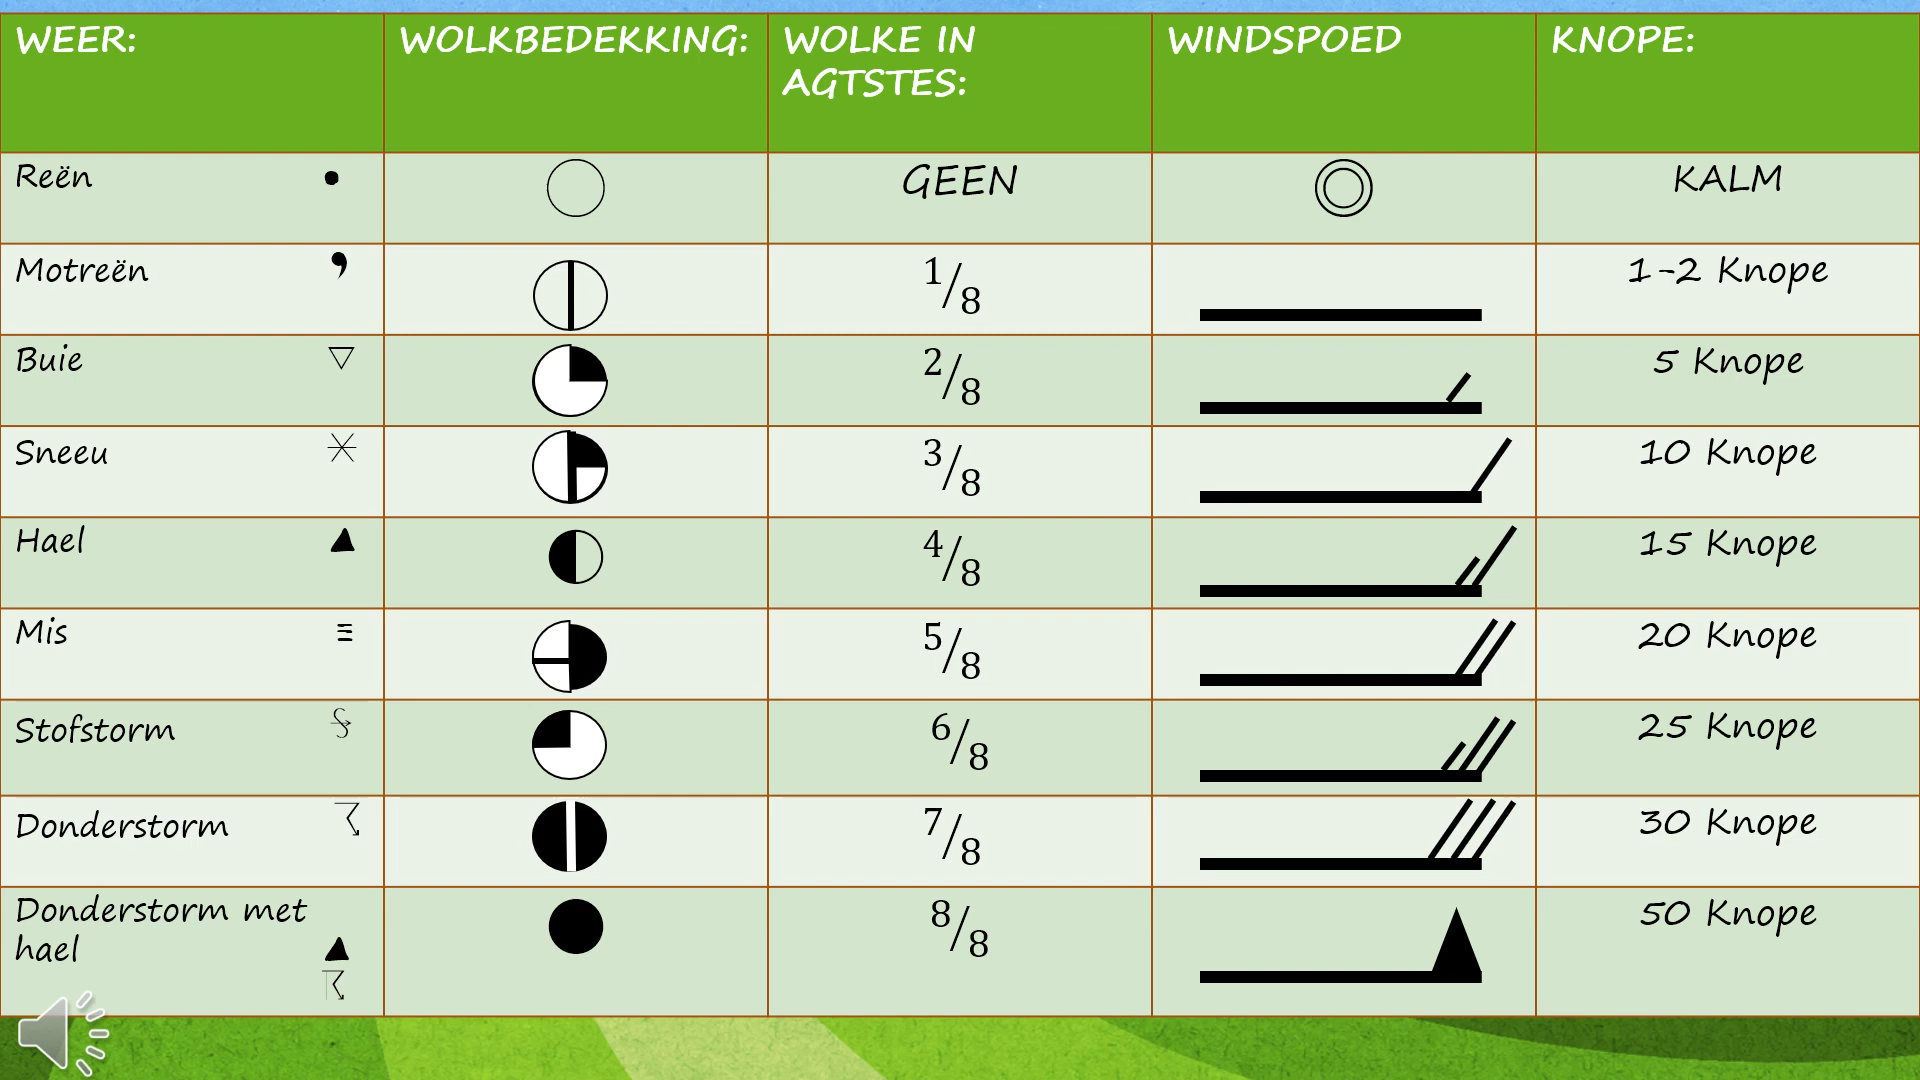 WEER: WOLKBEDEKKING: WOLKE IN AGTSTES: WINDSPOED KNOPE:
Reën GEEN KALM
Motreën 1/8 1-2 Knope
Buie 2/8 5 Knope
Sneeu 3/8 10 Knope
Hael 4/8 15 Knope
Mis 5/8 20 Knope
Stofstorm 6/8 25 Knope
Donderstorm 7/8 30 Knope
Donderstorm met hael 8/8 50 Knope